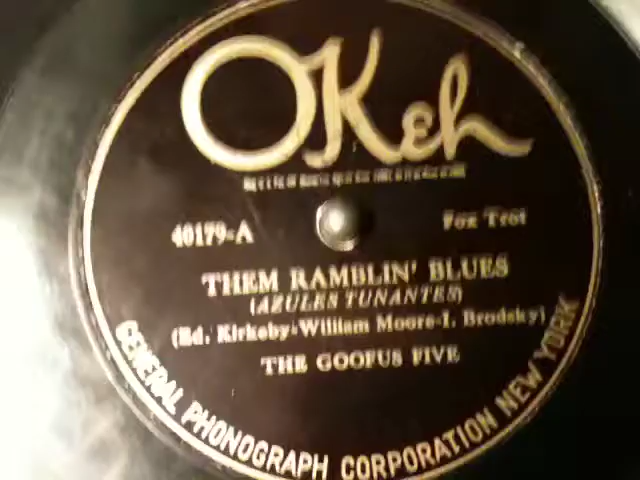 OKeh
40179-A
Fox Trot
THEM RAMBLIN' BLUES
(AZULES TUNANTES)
(Ed. Kirkeby-William Moore-I. Brodsky)
THE GOOFUS FIVE
GENERAL PHONOGRAPH CORPORATION NEW YORK